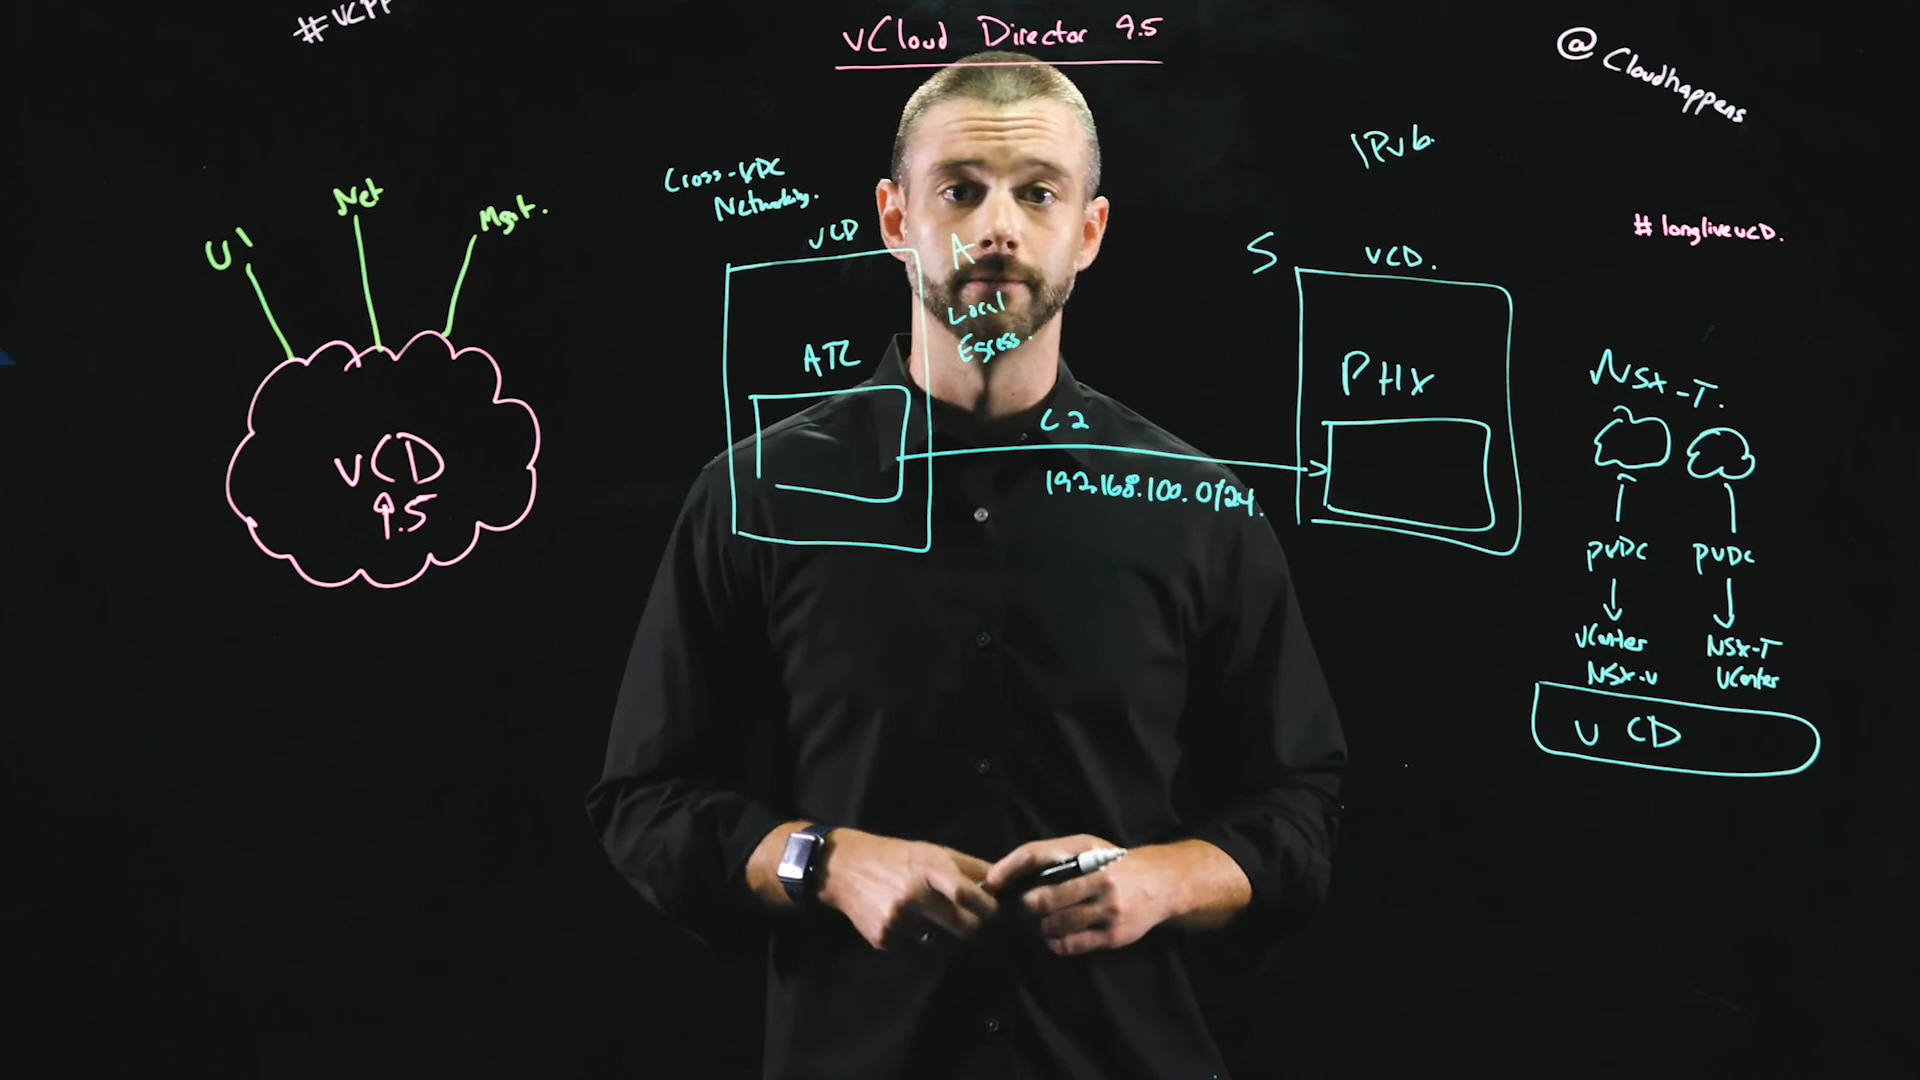 #VCPP
vCloud Director 9.5
@Cloudhappens
IPv6.
Cross-VDC
Networking.
#longlivevCD.
UI
Net
Mgmt.
vCD
9.5
VCD
A
Local
Egress.
ATL
L2
192.168.100.0/24.
S
VCD.
PHX
NSX-T.
PVDC
PVDC
vCenter
NSX-V
NSX-T
vCenter
vCD